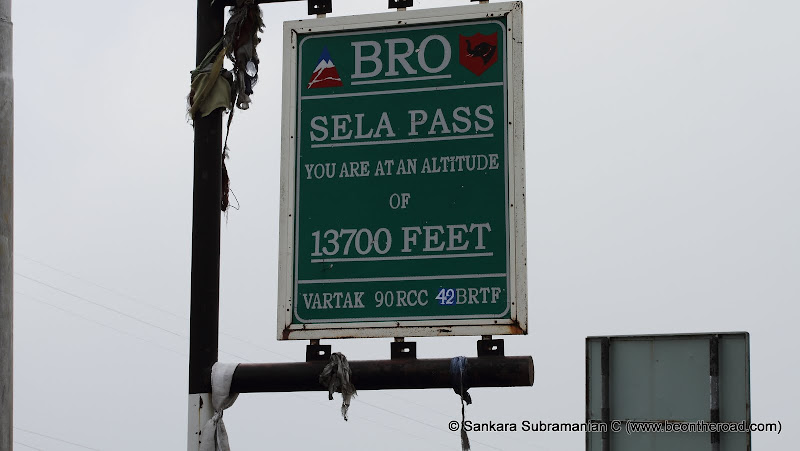 BRO
SELA PASS
YOU ARE AT AN ALTITUDE
OF
13700 FEET
VARTAK 90RCC 42BRTF
© Sankara Subramanian C (www.beontheroad.com)